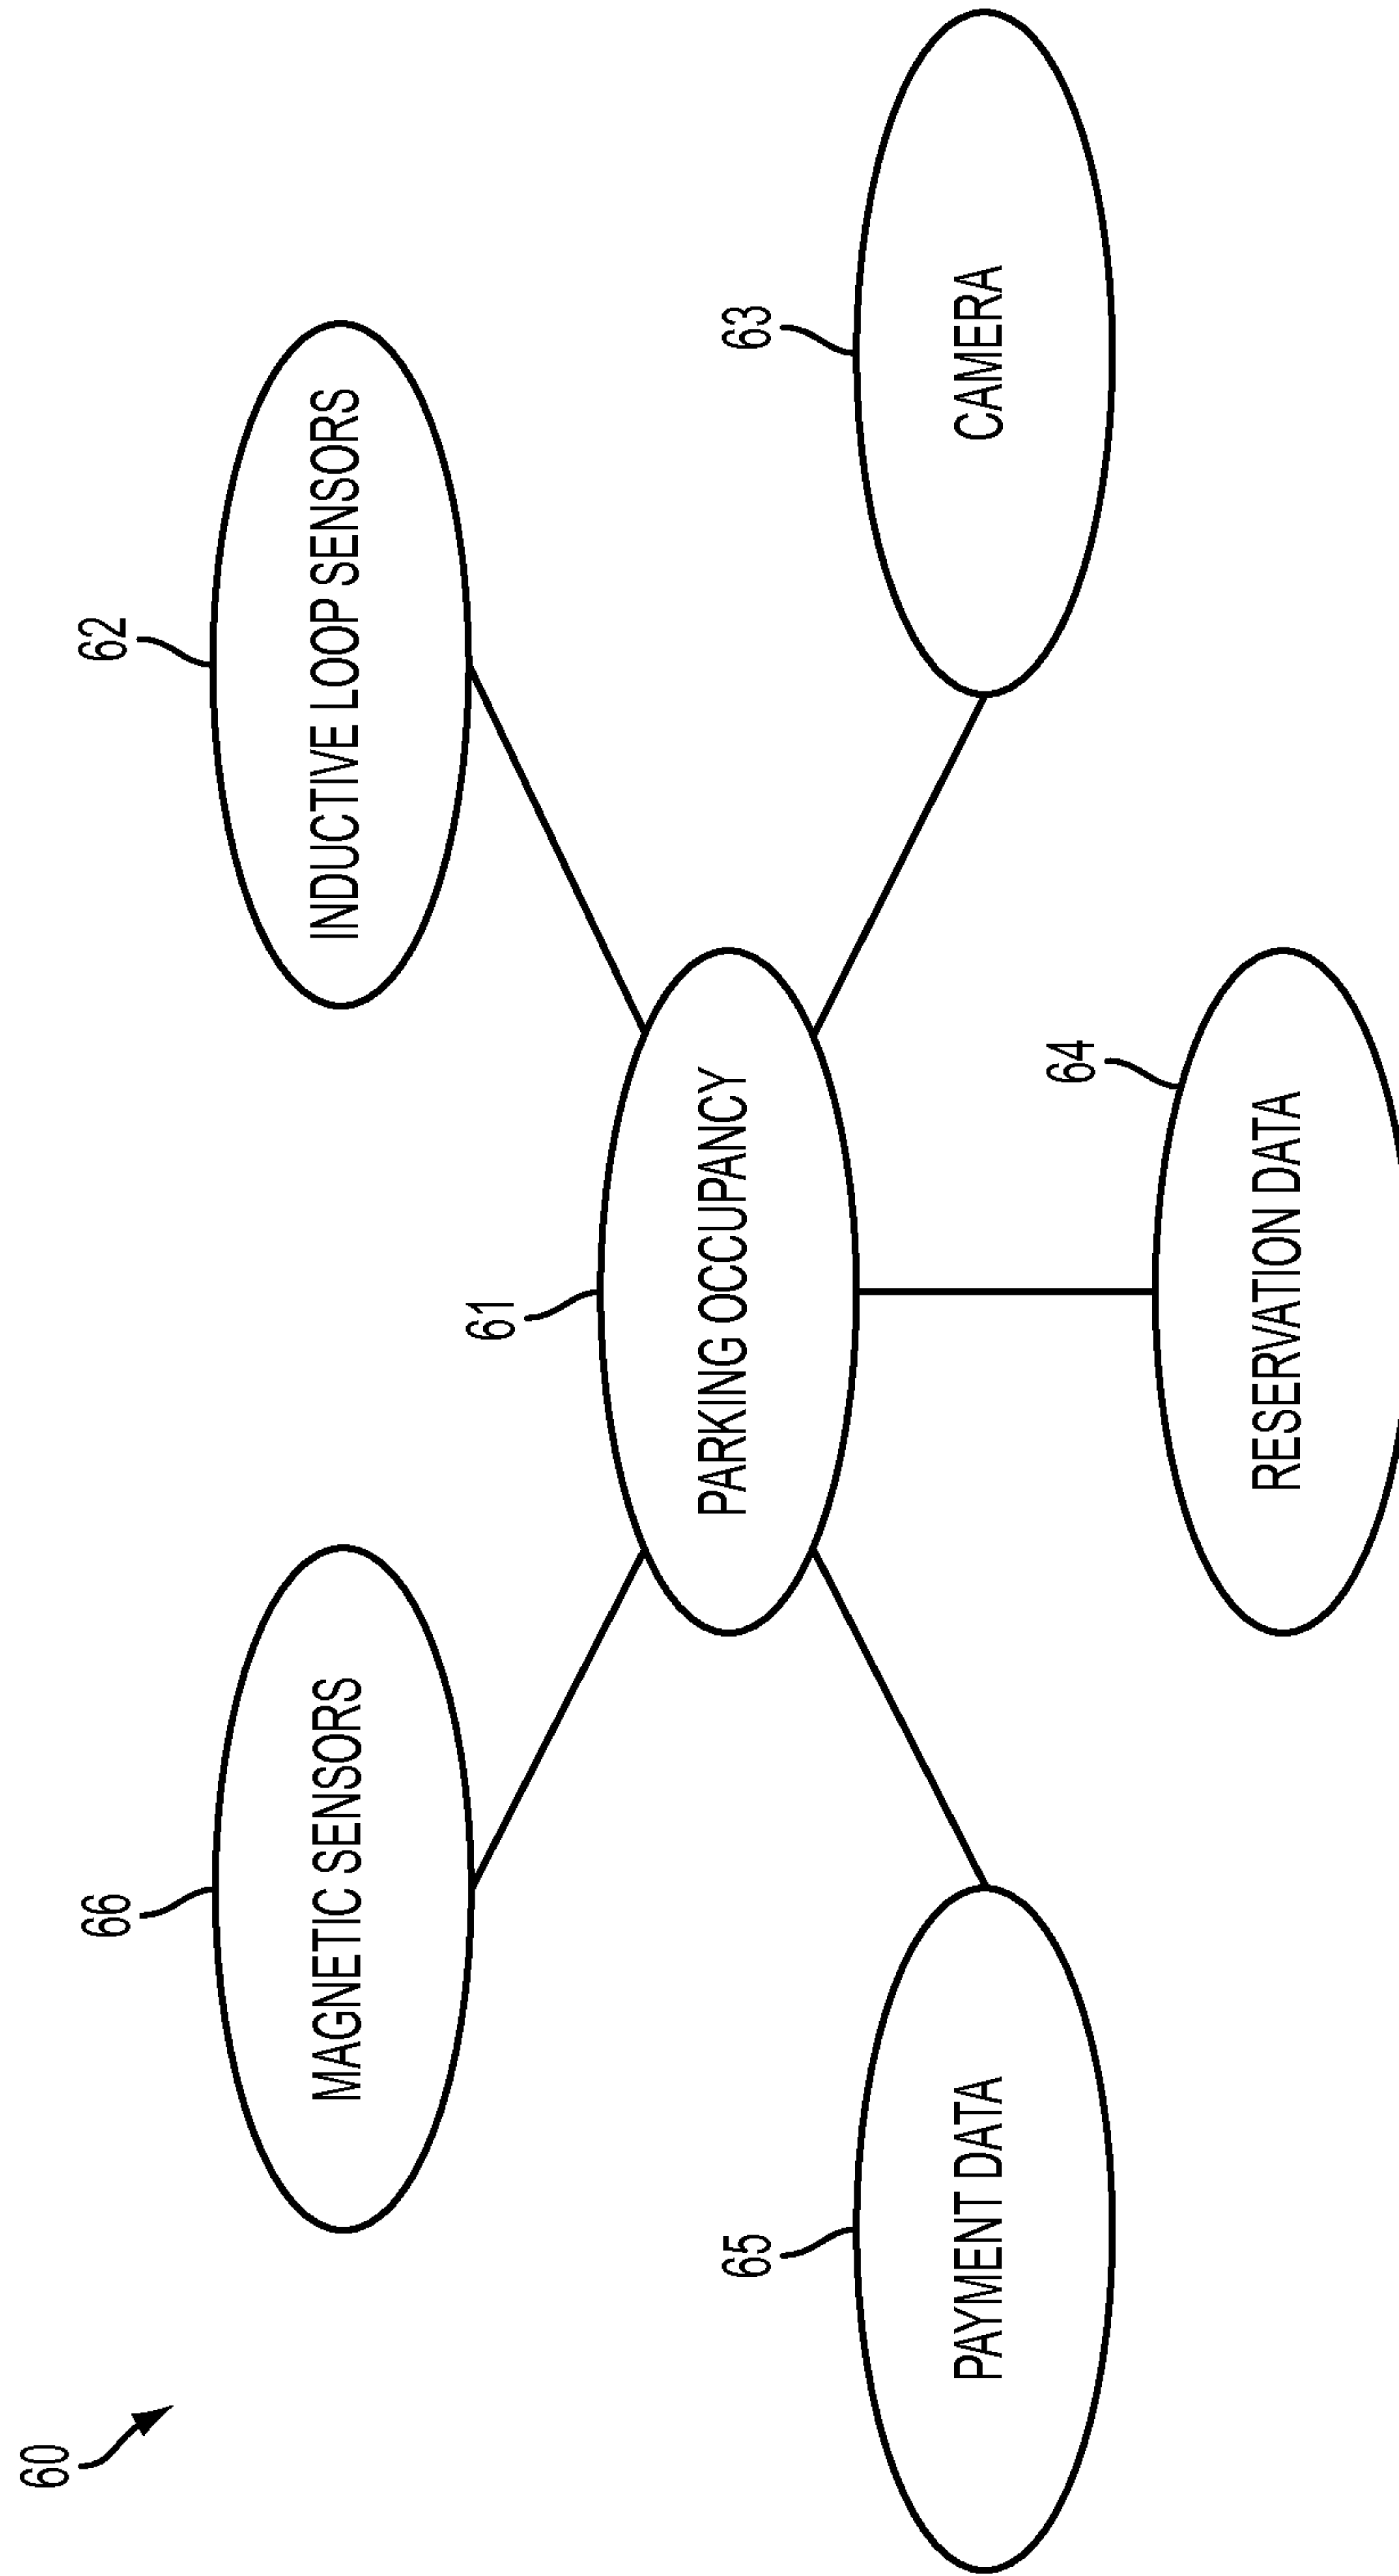 60
66
MAGNETIC SENSORS
62
INDUCTIVE LOOP SENSORS
61
PARKING OCCUPANCY
65
PAYMENT DATA
63
CAMERA
64
RESERVATION DATA